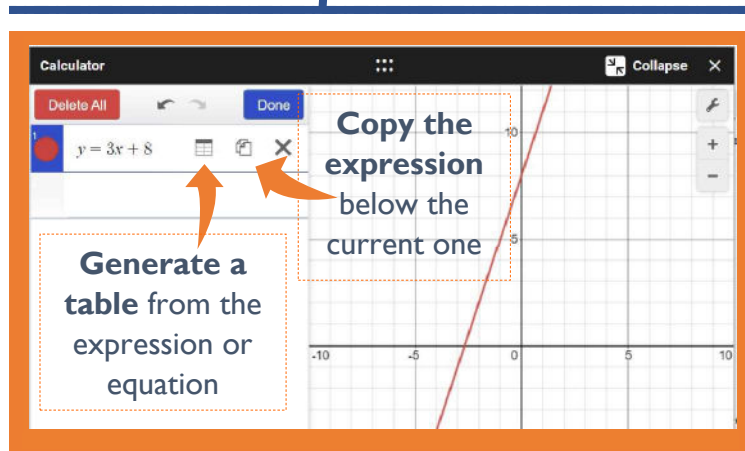 Calculator
Collapse
Delete All
Done
1
y = 3x + 8
Copy the
expression
below the
current one
Generate a
table from the
expression or
equation
10
5
-10
-5
0
5
10